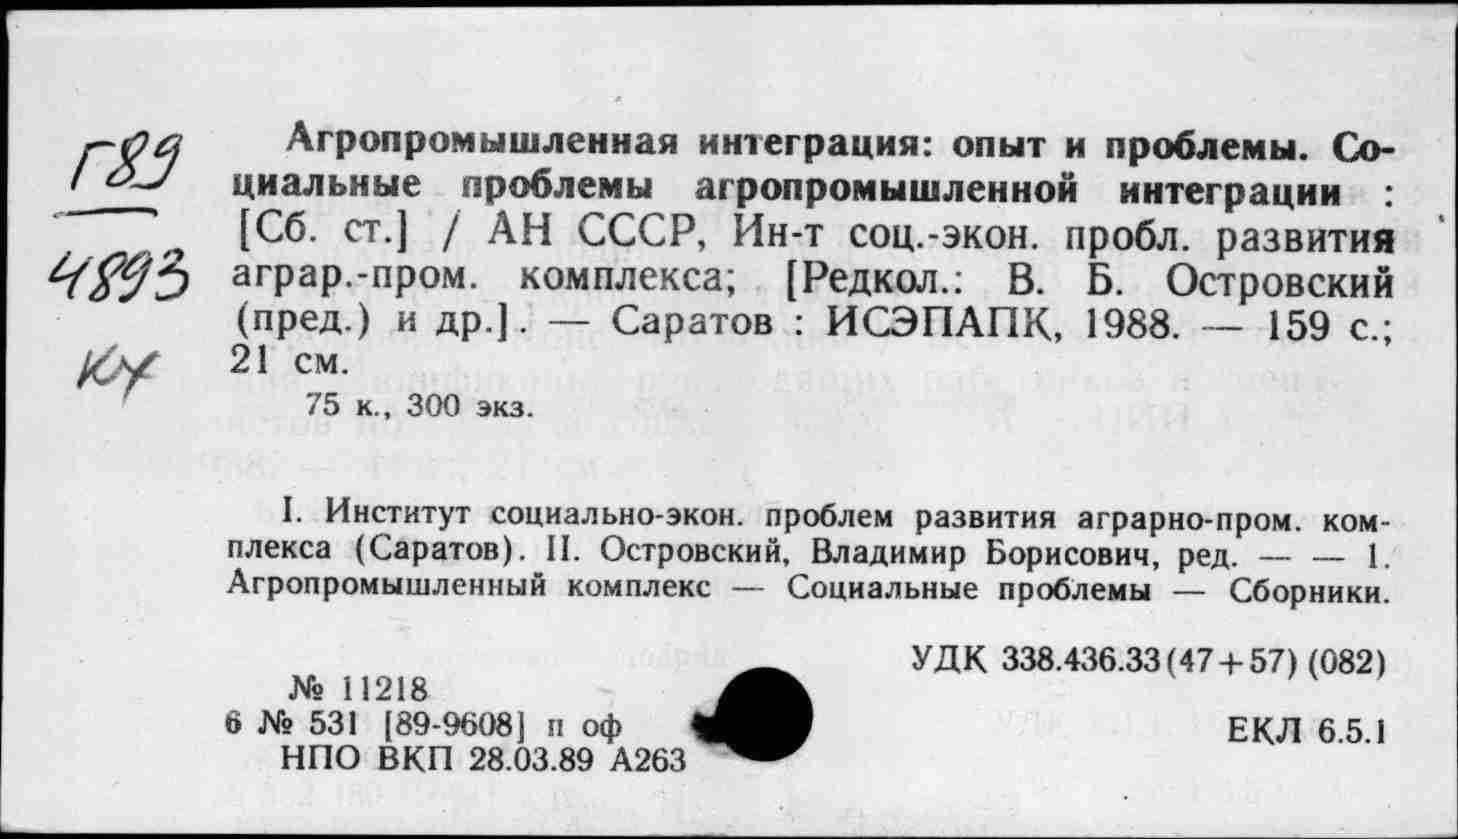 Г89
4893
Агропромышленная интеграция: опыт и проблемы. Со-
циальные проблемы агропромышленной интеграции :
[Сб. ст.] / АН СССР, Ин-т соц.-экон. пробл. развития
аграр.-пром. комплекса; [Редкол.: В. Б. Островский
(пред.) и др.]. — Саратов : ИСЭПАПК, 1988. — 159 с.;
21 см.
75 к., 300 экз.
I. Институт социально-экон. проблем развития аграрно-пром. ком-
плекса (Саратов). II. Островский, Владимир Борисович, ред. — — 1.
Агропромышленный комплекс — Социальные проблемы — Сборники.
УДК 338.436.33(47+57) (082)
№ 11218
6 № 531 [89-9608] п оф
НПО ВКП 28.03.89 А263
ЕКЛ 6.5.1